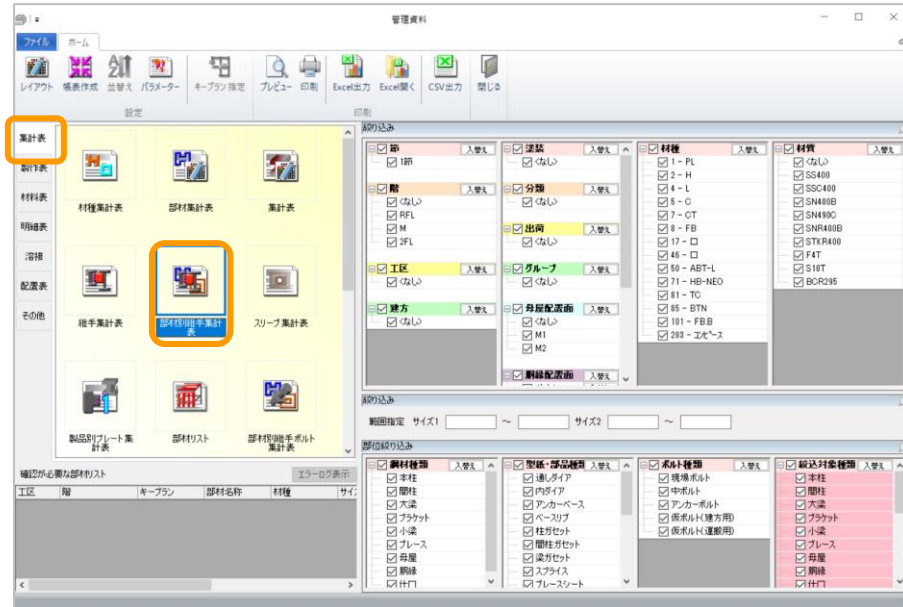 管理資料
ファイル ホーム
レイアウト 帳表作成 並替え パラメーター キープラン指定 プレビュー 印刷 Excel出力 Excel開く CSV出力 閉じる
設定 印刷
集計表
製作表
材料表
明細表
溶接
配置表
その他
材種集計表 部材集計表 集計表
継手集計表 部材別継手集計表 スリーブ集計表
製品別プレート集計表 部材リスト 部材別継手ボルト集計表
確認が必要な部材リスト エラーログ表示
工区 階 キープラン 部材名称 材種 サイズ
絞り込み
節 入替え
1節
階 入替え
<なし>
RFL
M
2FL
工区 入替え
<なし>
建方 入替え
<なし>
塗装 入替え
<なし>
分類 入替え
<なし>
出荷 入替え
<なし>
グループ 入替え
<なし>
母屋配置面 入替え
<なし>
M1
M2
胴縁配置面 入替え
材種 入替え
1 - PL
2 - H
4 - L
5 - C
7 - CT
8 - FB
17 - □
46 - □
50 - ABT-L
71 - HB-NEO
81 - TC
85 - BTN
101 - FB.B
283 - エヌベース
材質 入替え
<なし>
SS400
SSC400
SN400B
SN490C
SNR400B
STKR400
F4T
S10T
BCR295
絞り込み
範囲指定 サイズ1 ～ サイズ2 ～
部位絞り込み
鋼材種類 入替え
本柱
間柱
大梁
ブラケット
小梁
ブレース
母屋
胴縁
仕口
型紙・部品種類 入替え
通しダイア
内ダイア
アンカーベース
ベースリブ
柱ガセット
間柱ガセット
梁ガセット
スプライス
ブレースシート
ボルト種類 入替え
現場ボルト
中ボルト
アンカーボルト
仮ボルト(建方用)
仮ボルト(運搬用)
絞込対象種類 入替え
本柱
間柱
大梁
ブラケット
小梁
ブレース
母屋
胴縁
仕口